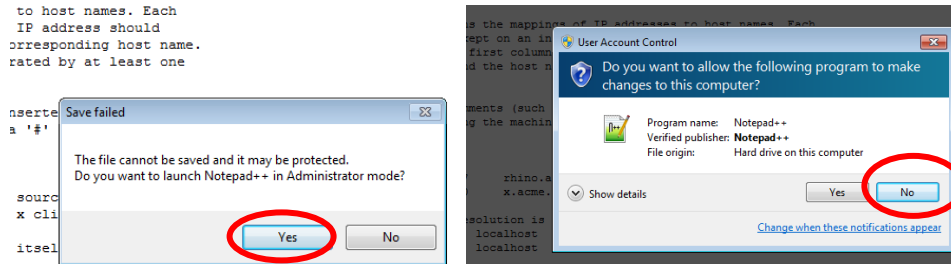 to host names. Each
IP address should
orresponding host name.
rated by at least one
nserte
a '#'
Save failed
The file cannot be saved and it may be protected.
Do you want to launch Notepad++ in Administrator mode?
sourc
x cli
Yes
No
itsel
s the mappings of IP addresses to host names. Each
ept on an in
first column
d the host n
User Account Control
Do you want to allow the following program to make
changes to this computer?
ments (such
g the machin
Program name: Notepad++
Verified publisher: Notepad++
File origin: Hard drive on this computer
rhino.a
x.acme.
Show details
Yes
No
solution is
localhost
localhost
Change when these notifications appear